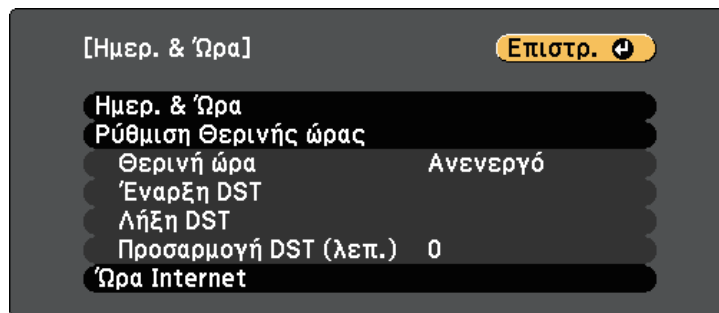 [Ημερ. & Ώρα] Επιστρ.
Ημερ. & Ώρα
Ρύθμιση Θερινής ώρας
Θερινή ώρα Ανενεργό
Έναρξη DST
Λήξη DST
Προσαρμογή DST (λεπ.) 0
Ώρα Internet